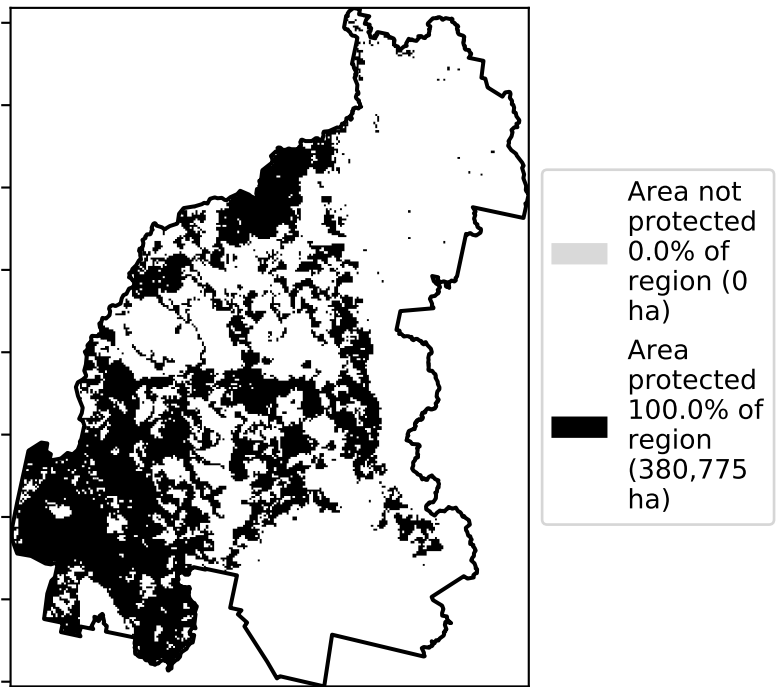 Area not
protected
0.0% of
region (0
ha)
Area
protected
100.0% of
region
(380,775
ha)